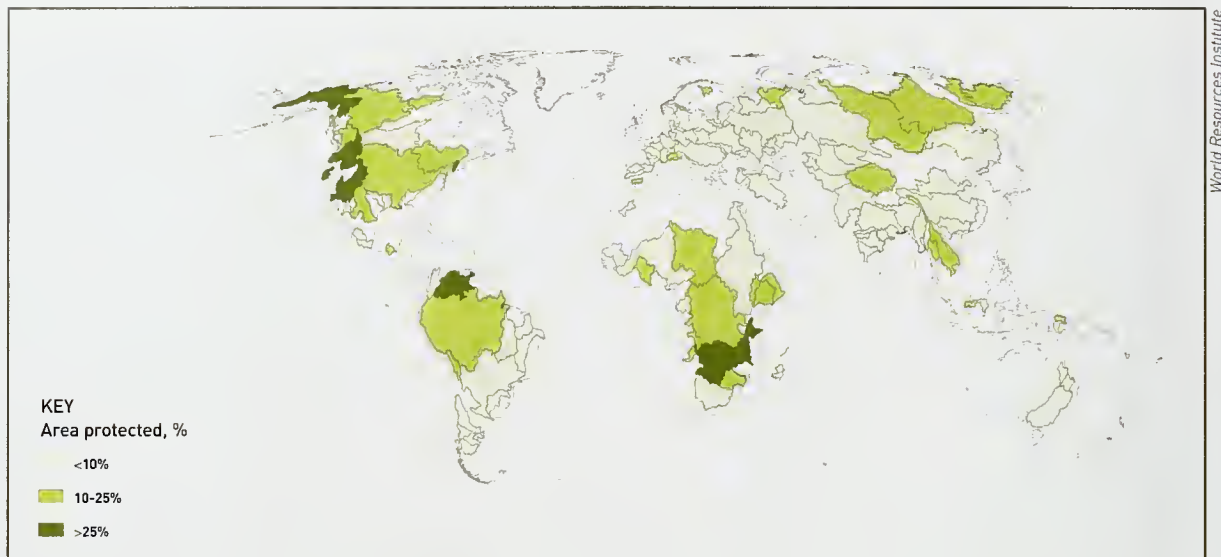 World Resources Institute
KEY
Area protected, %
<10%
10-25%
>25%